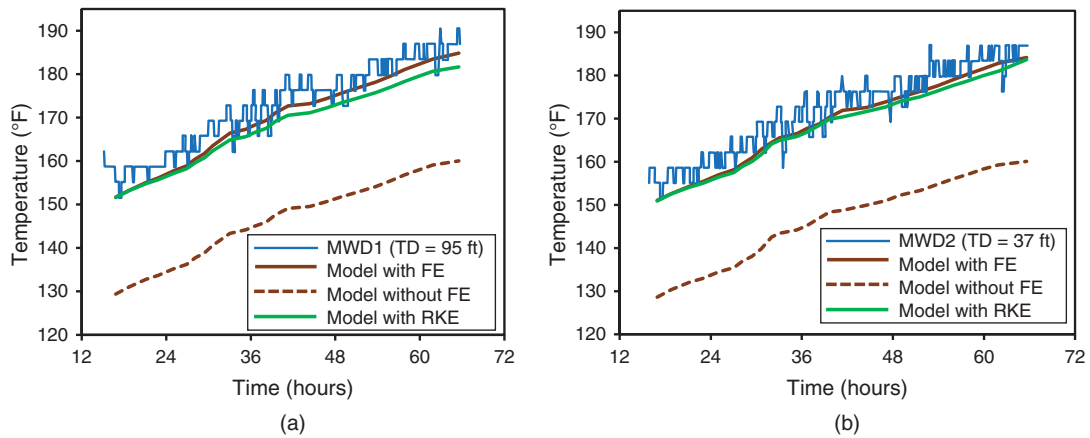 190
180
170
160
150
140
130
120
Temperature (°F)
12 24 36 48 60 72
Time (hours)
MWD1 (TD = 95 ft)
Model with FE
Model without FE
Model with RKE
(a)
190
180
170
160
150
140
130
120
Temperature (°F)
12 24 36 48 60 72
Time (hours)
MWD2 (TD = 37 ft)
Model with FE
Model without FE
Model with RKE
(b)